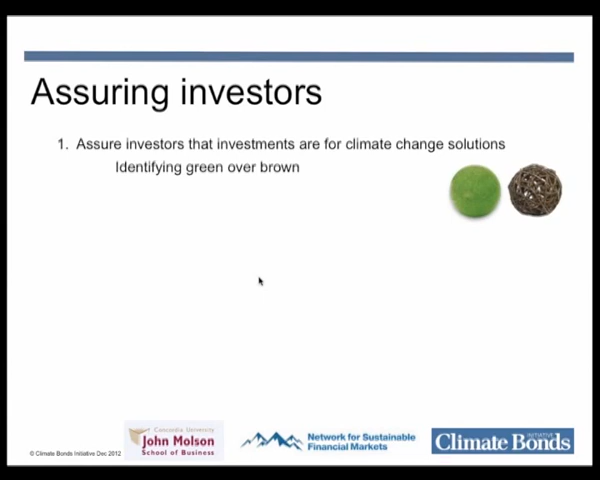 Assuring investors
1. Assure investors that investments are for climate change solutions
Identifying green over brown
© Climate Bonds Initiative Dec 2012
Concordia University
John Molson
School of Business
Network for Sustainable
Financial Markets
INITIATIVE
Climate Bonds